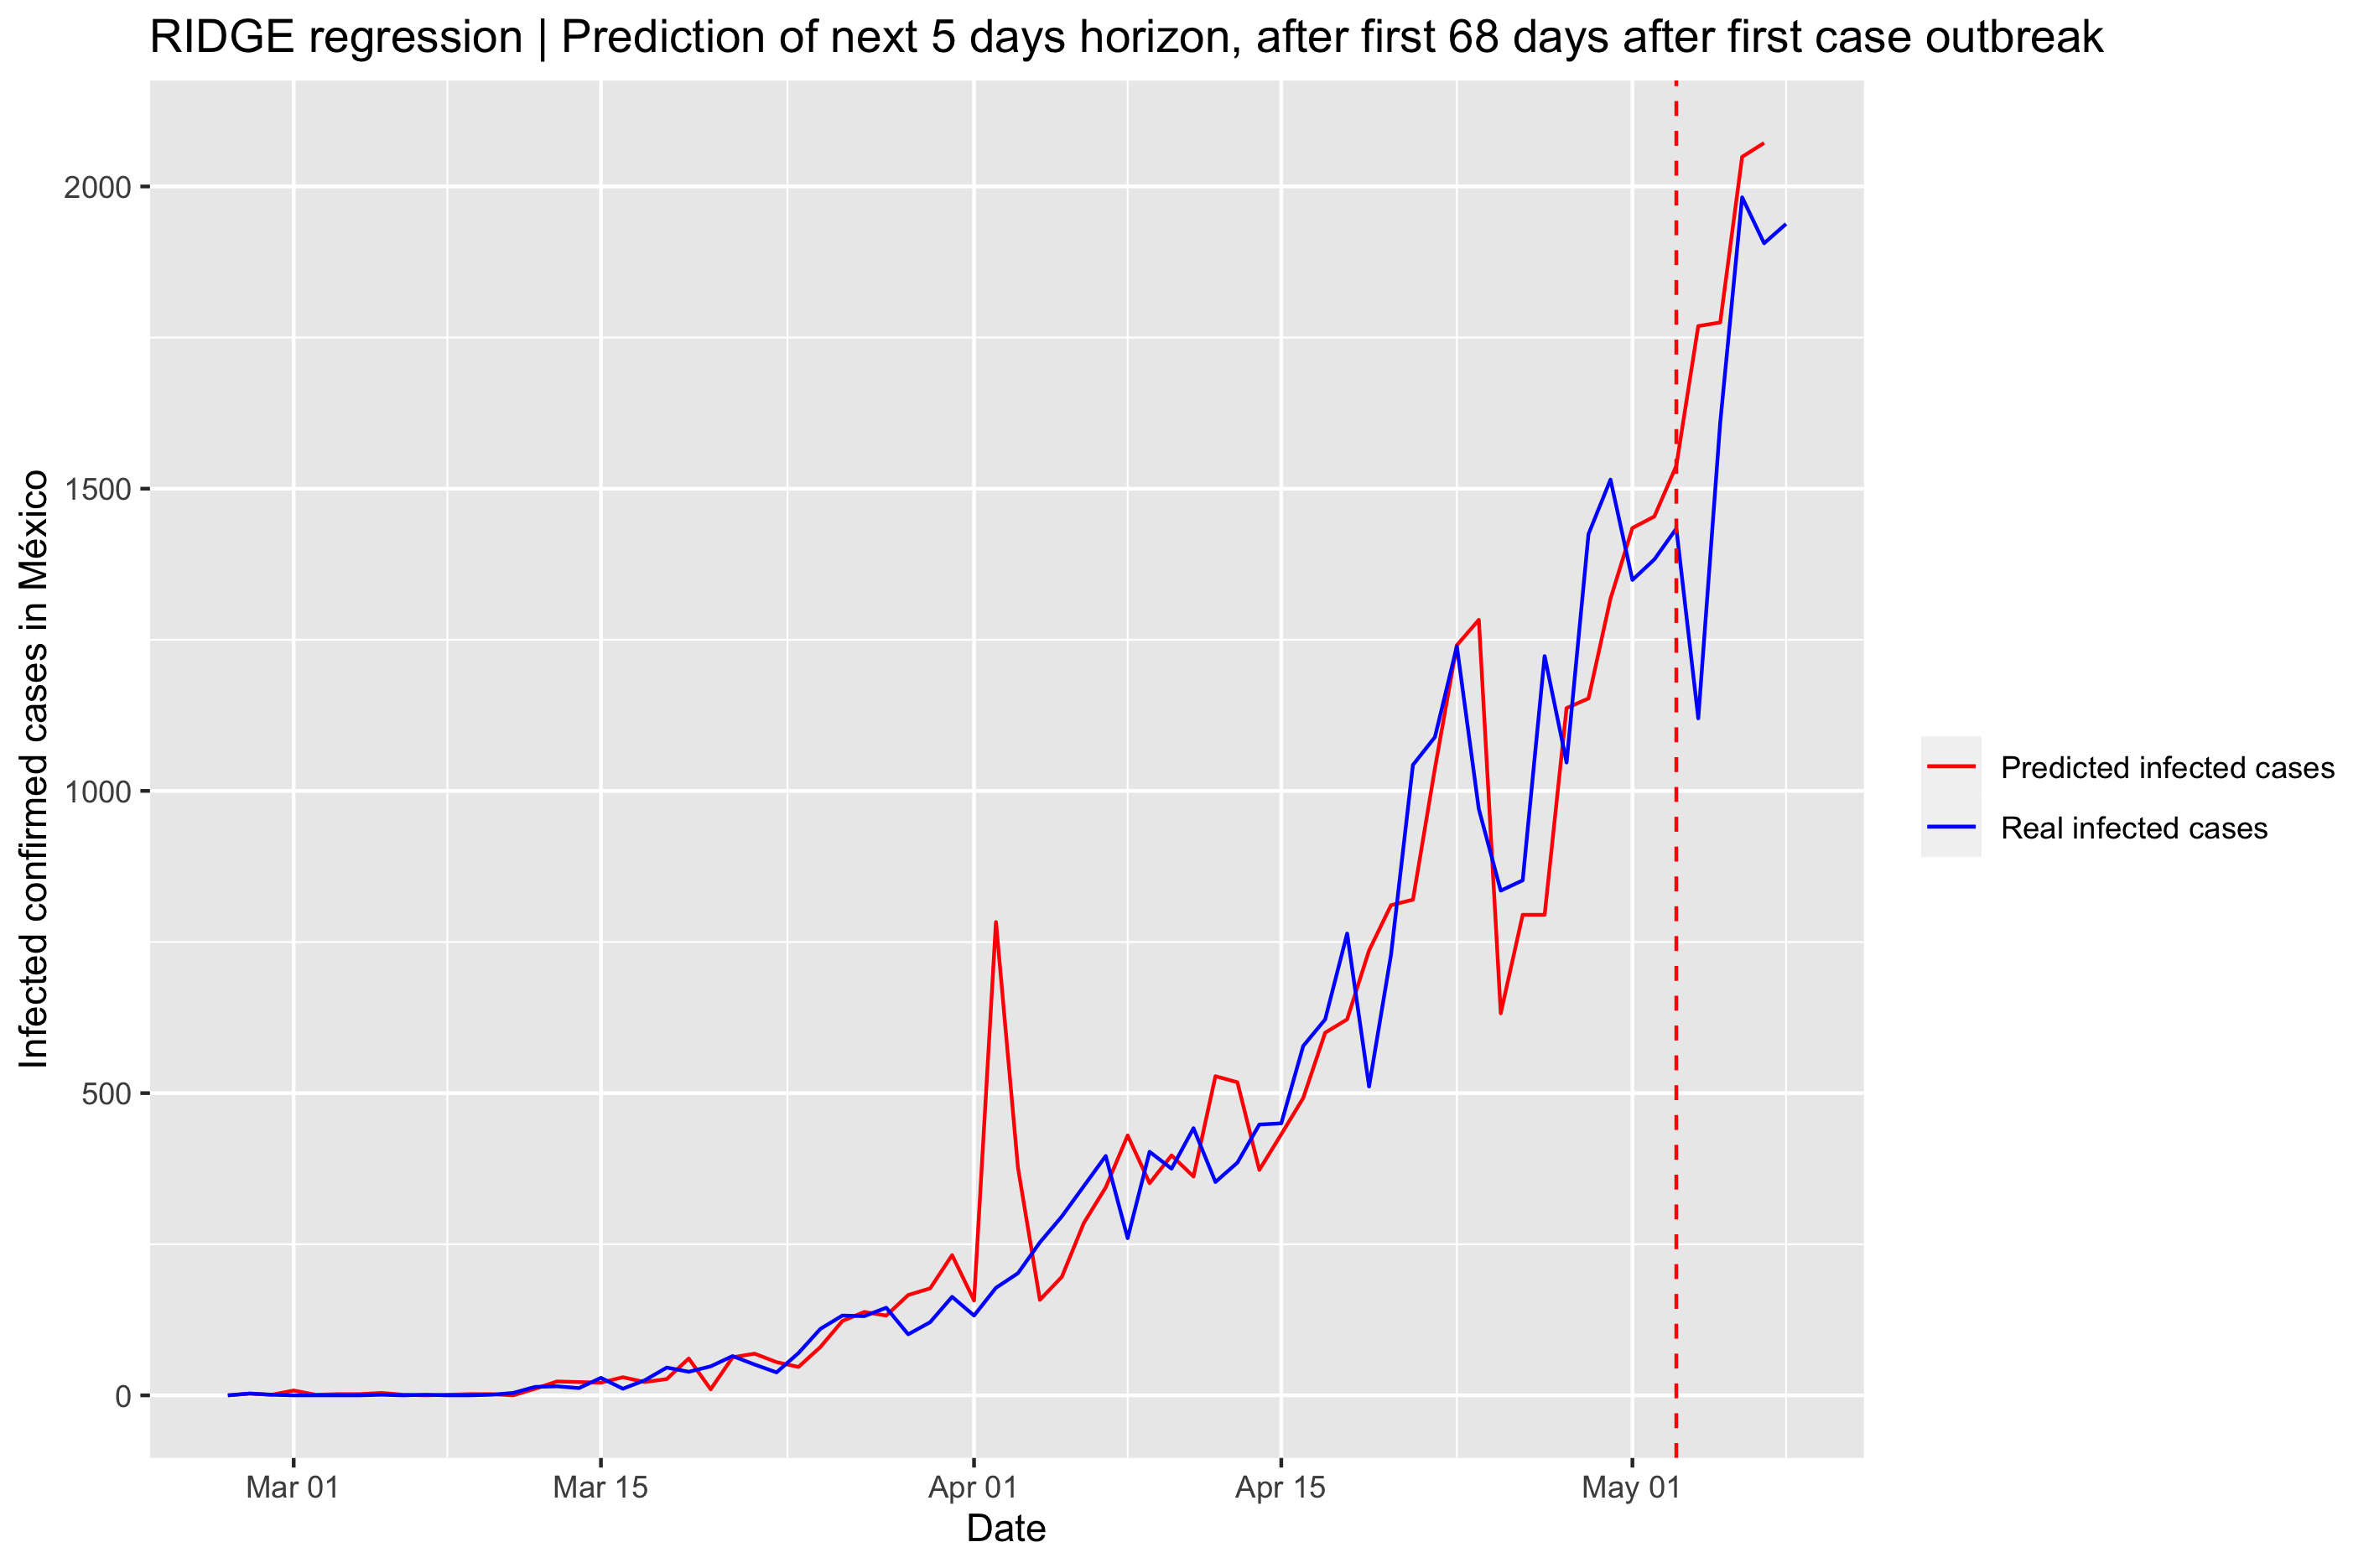 RIDGE regression | Prediction of next 5 days horizon, after first 68 days after first case outbreak
Infected confirmed cases in México
2000
1500
1000
500
0
Mar 01
Mar 15
Apr 01
Apr 15
May 01
Date
Predicted infected cases
Real infected cases